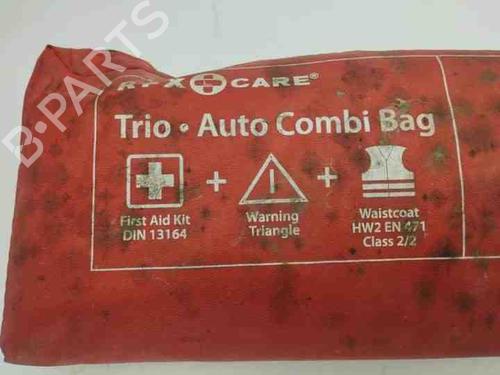 B-PARTS
CARE®
Trio • Auto Combi Bag
First Aid Kit
DIN 13164
+
Warning
Triangle
+
Waistcoat
HW2 EN 471
Class 2/2